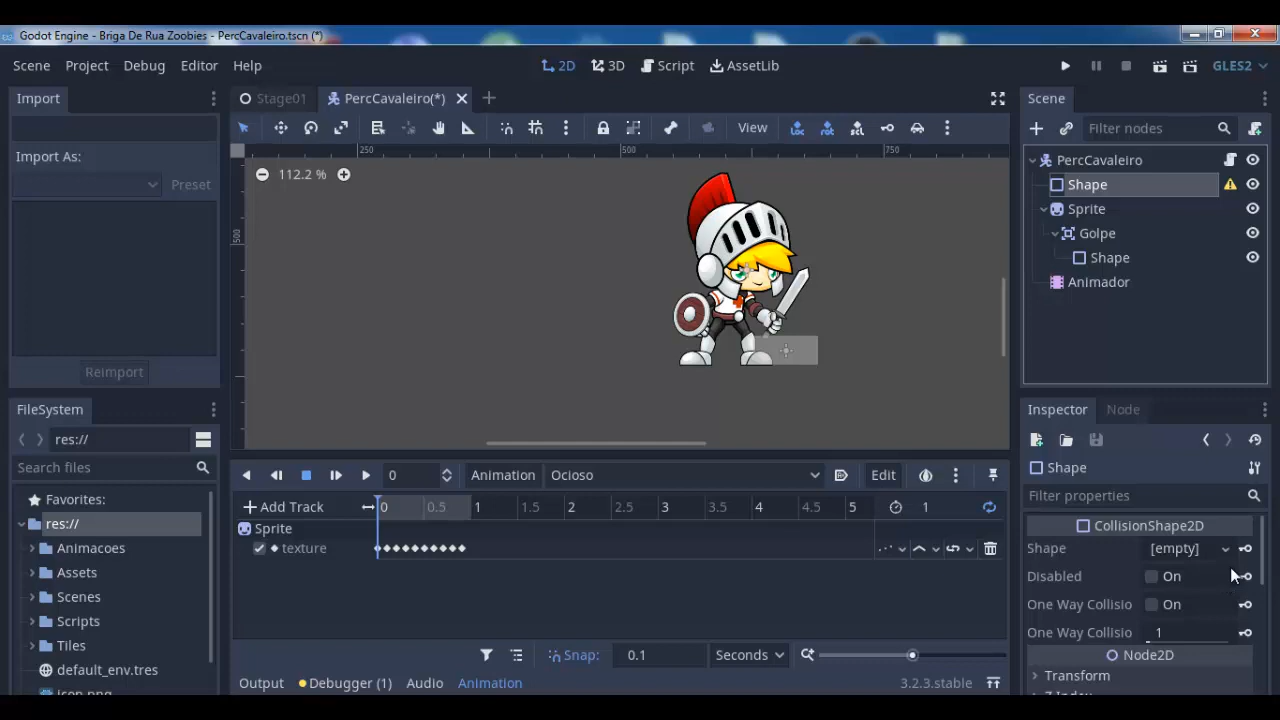 Godot Engine - Briga De Rua Zoobies - PercCavaleiro.tscn (*)
Scene Project Debug Editor Help
2D 3D Script AssetLib
GLES2
Import
Import As:
Preset
Reimport
Stage01 PercCavaleiro(*)
View
250 500 750
500
112.2 %
Scene
Filter nodes
PercCavaleiro
Shape
Sprite
Golpe
Shape
Animador
FileSystem
res://
Search files
Favorites:
res://
Animacoes
Assets
Scenes
Scripts
Tiles
default_env.tres
icon.png
0 Animation Ocioso Edit
Add Track 0 0.5 1 1.5 2 2.5 3 3.5 4 4.5 5 1
Sprite
texture
Snap: 0.1 Seconds
Output Debugger (1) Audio Animation 3.2.3.stable
Inspector Node
Shape
Filter properties
CollisionShape2D
Shape [empty]
Disabled On
One Way Collisio On
One Way Collisio 1
Node2D
Transform
Z Index